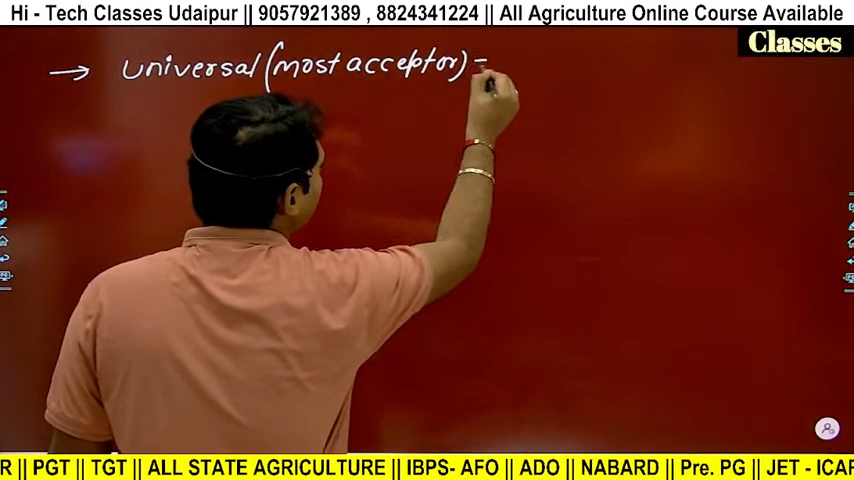 Hi - Tech Classes Udaipur || 9057921389 , 8824341224 || All Agriculture Online Course Available
Classes
→ universal (most acceptor) =
R || PGT || TGT || ALL STATE AGRICULTURE || IBPS- AFO || ADO || NABARD || Pre. PG || JET - ICAR